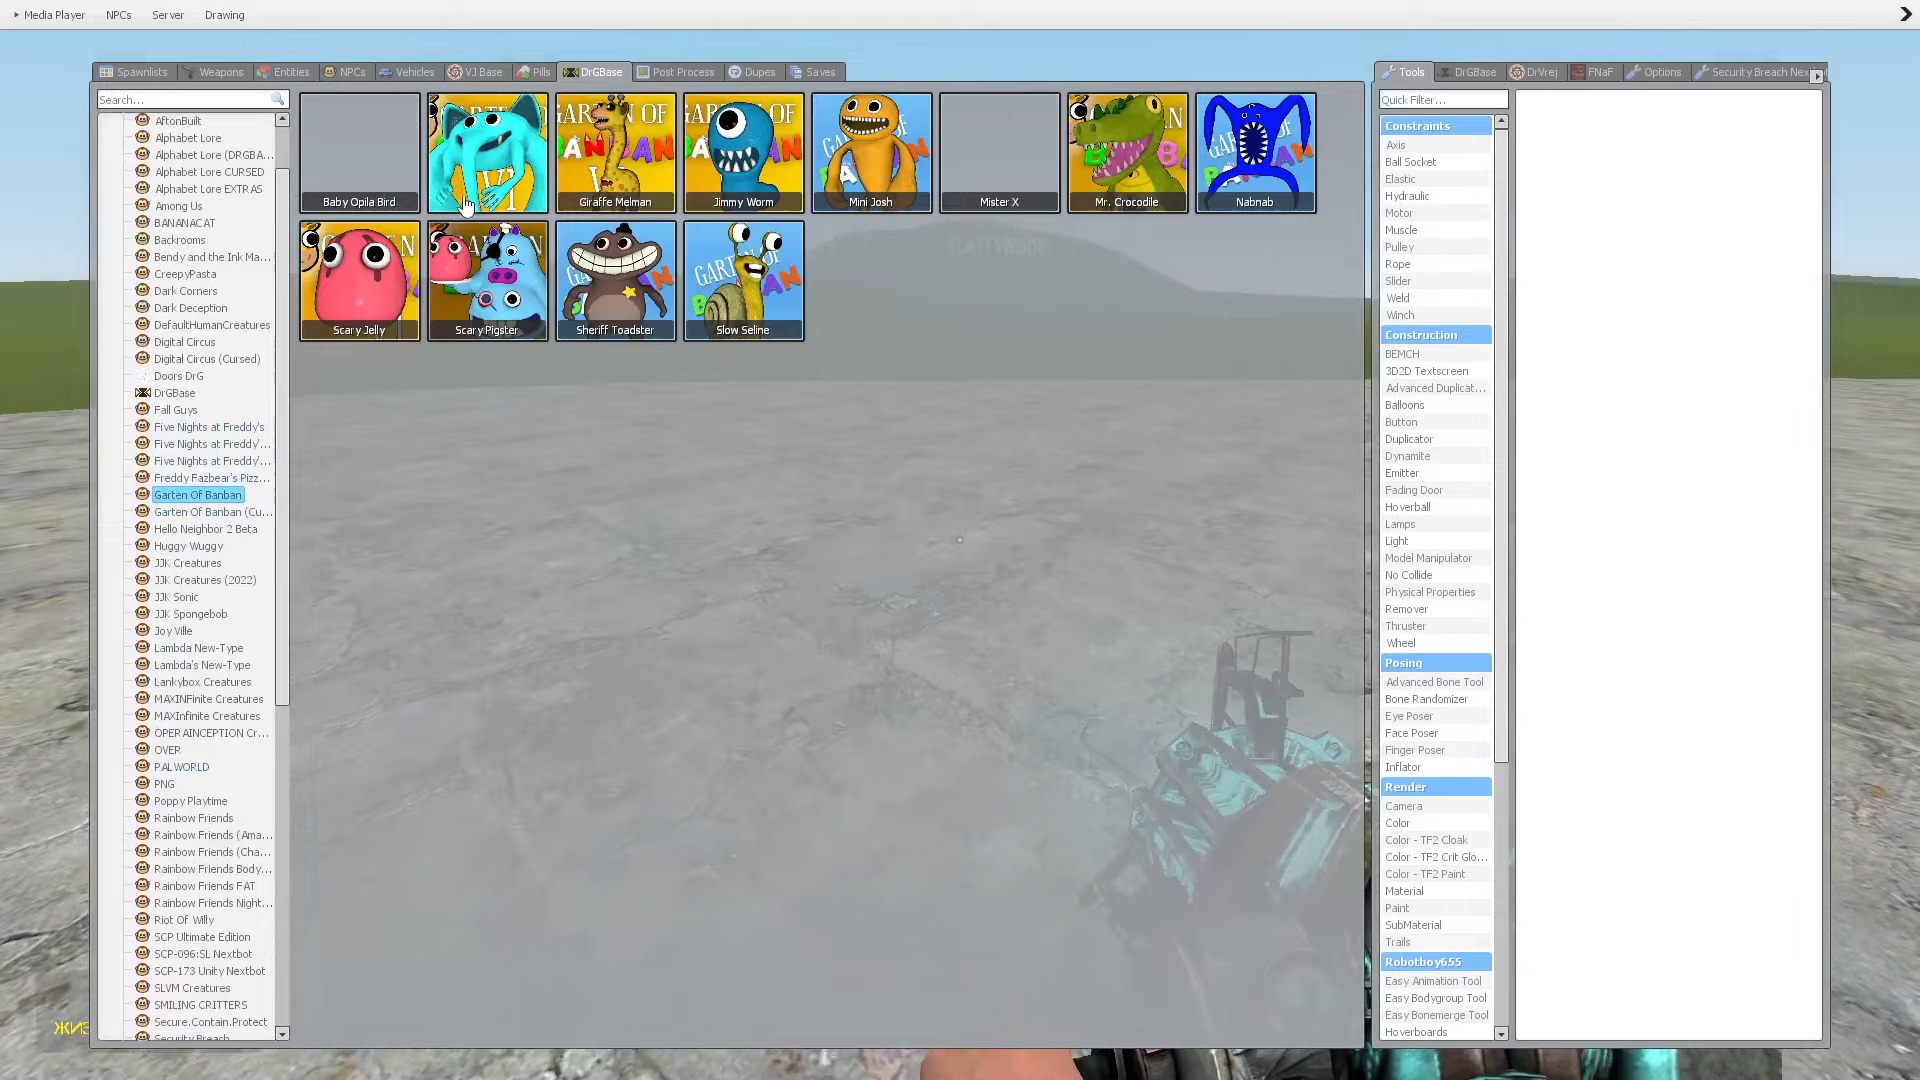 Media Player NPCs Server Drawing
Spawnlists Weapons Entities NPCs Vehicles VJ Base Pills DrGBase Post Process Dupes Saves
Tools DrGBase DrVrej FNaF Options Security Breach Nex
Search...
AftonBuilt
Alphabet Lore
Alphabet Lore (DRGBA...
Alphabet Lore CURSED
Alphabet Lore EXTRAS
Among Us
BANANACAT
Backrooms
Bendy and the Ink Ma...
CreepyPasta
Dark Corners
Dark Deception
DefaultHumanCreatures
Digital Circus
Digital Circus (Cursed)
Doors DrG
DrGBase
Fall Guys
Five Nights at Freddy's
Five Nights at Freddy'...
Five Nights at Freddy'...
Freddy Fazbear's Pizz...
Garten Of Banban
Garten Of Banban (Cu...
Hello Neighbor 2 Beta
Huggy Wuggy
JJK Creatures
JJK Creatures (2022)
JJK Sonic
JJK Spongebob
Joy Ville
Lambda New-Type
Lambda's New-Type
Lankybox Creatures
MAXINFinite Creatures
MAXInfinite Creatures
OPERAINCEPTION Cr...
OVER
PALWORLD
PNG
Poppy Playtime
Rainbow Friends
Rainbow Friends (Ama...
Rainbow Friends (Cha...
Rainbow Friends Body...
Rainbow Friends FAT
Rainbow Friends Night...
Riot Of Willy
SCP Ultimate Edition
SCP-096:SL Nextbot
SCP-173 Unity Nextbot
SLVM Creatures
SMILING CRITTERS
Secure.Contain.Protect
Security Breach
Baby Opila Bird
Giraffe Melman
Jimmy Worm
Mini Josh
Mister X
Mr. Crocodile
Nabnab
Scary Jelly
Scary Pigster
Sheriff Toadster
Slow Seline
Quick Filter...
Constraints
Axis
Ball Socket
Elastic
Hydraulic
Motor
Muscle
Pulley
Rope
Slider
Weld
Winch
Construction
BEMCH
3D2D Textscreen
Advanced Duplicat...
Balloons
Button
Duplicator
Dynamite
Emitter
Fading Door
Hoverball
Lamps
Light
Model Manipulator
No Collide
Physical Properties
Remover
Thruster
Wheel
Posing
Advanced Bone Tool
Bone Randomizer
Eye Poser
Face Poser
Finger Poser
Inflator
Render
Camera
Color
Color - TF2 Cloak
Color - TF2 Crit Glo...
Color - TF2 Paint
Material
Paint
SubMaterial
Trails
Robotboy655
Easy Animation Tool
Easy Bodygroup Tool
Easy Bonemerge Tool
Hoverboards
ЖИЗ